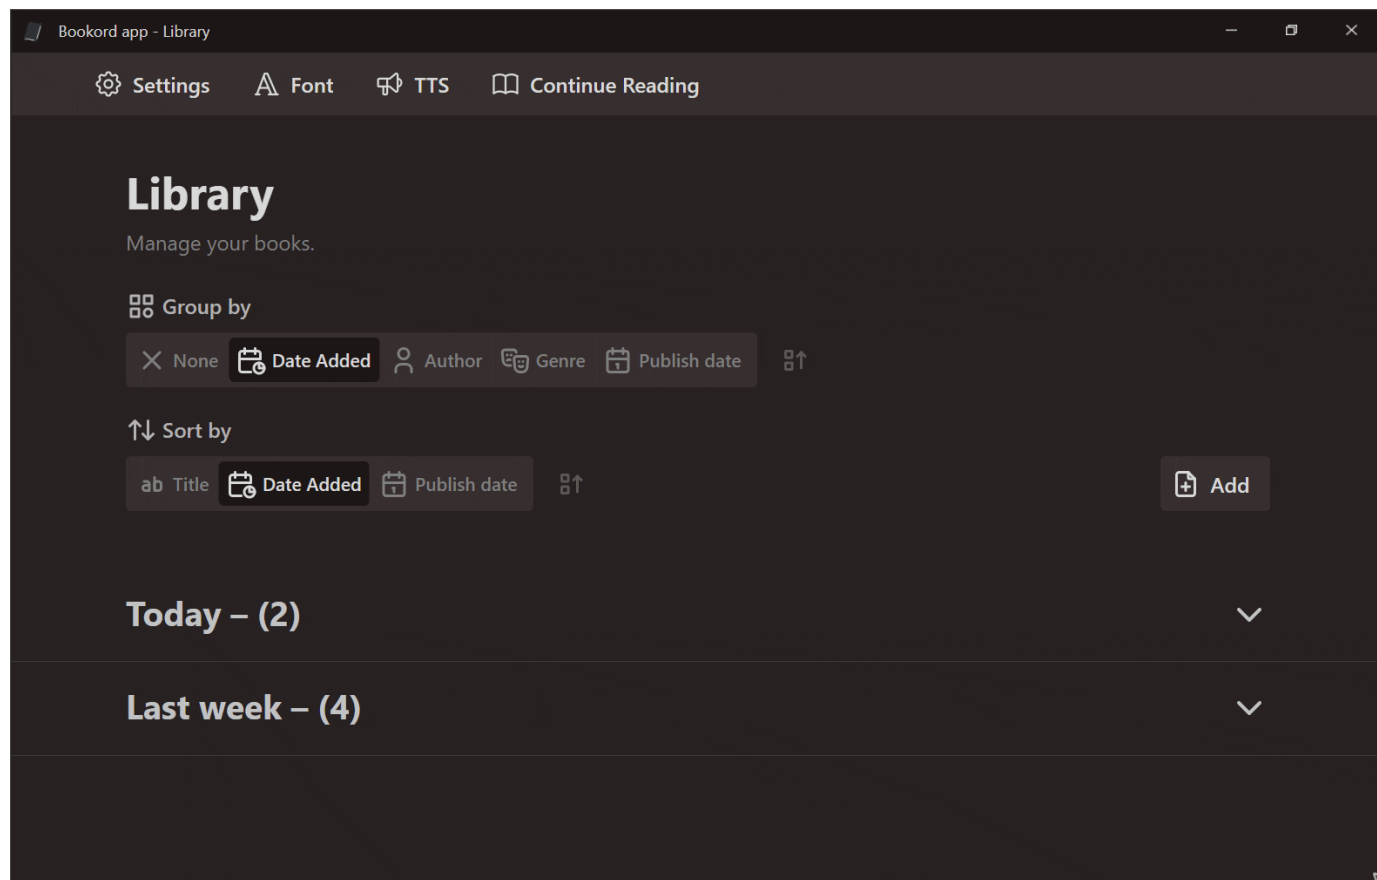 Bookord app - Library
Settings Font TTS Continue Reading
Library
Manage your books.
Group by
None Date Added Author Genre Publish date
Sort by
ab Title Date Added Publish date Add
Today – (2)
Last week – (4)